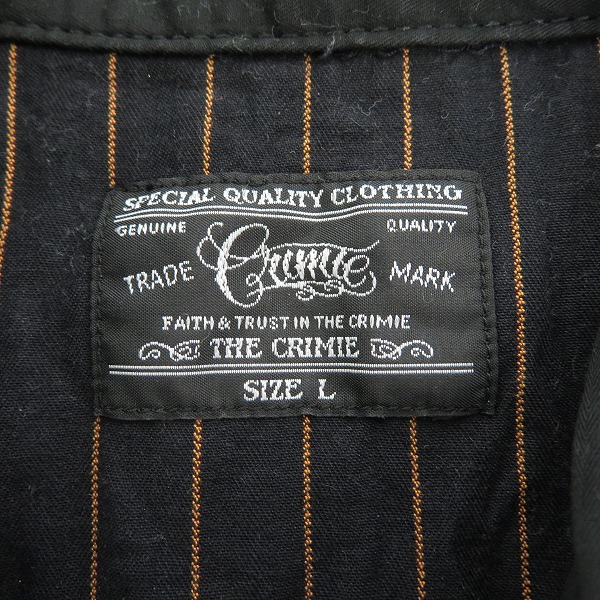 SPECIAL QUALITY CLOTHING
GENUINE QUALITY
TRADE Crimie MARK
FAITH & TRUST IN THE CRIMIE
THE CRIMIE
SIZE L